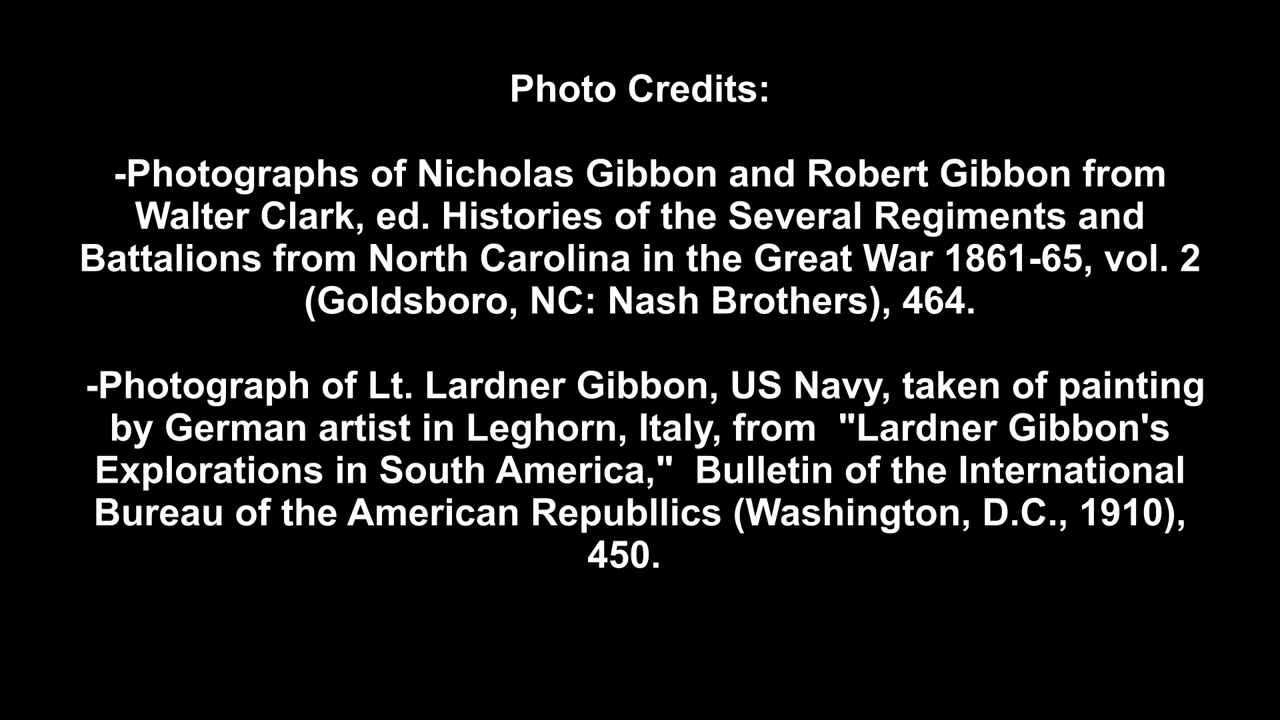 Photo Credits:
-Photographs of Nicholas Gibbon and Robert Gibbon from
Walter Clark, ed. Histories of the Several Regiments and
Battalions from North Carolina in the Great War 1861-65, vol. 2
(Goldsboro, NC: Nash Brothers), 464.
-Photograph of Lt. Lardner Gibbon, US Navy, taken of painting
by German artist in Leghorn, Italy, from  "Lardner Gibbon's
Explorations in South America,"  Bulletin of the International
Bureau of the American Republlics (Washington, D.C., 1910),
450.